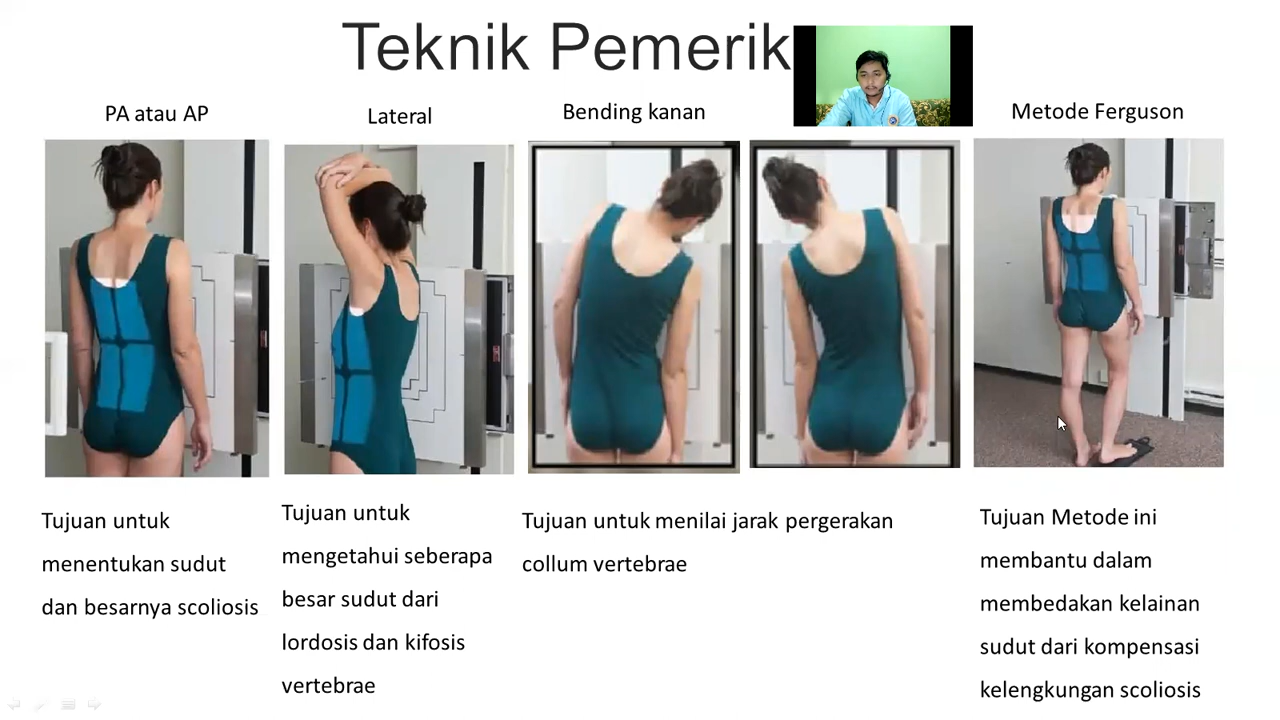 Teknik Pemerik
PA atau AP
Lateral
Bending kanan
Metode Ferguson
Tujuan untuk
menentukan sudut
dan besarnya scoliosis
Tujuan untuk
mengetahui seberapa
besar sudut dari
lordosis dan kifosis
vertebrae
Tujuan untuk menilai jarak pergerakan
collum vertebrae
Tujuan Metode ini
membantu dalam
membedakan kelainan
sudut dari kompensasi
kelengkungan scoliosis